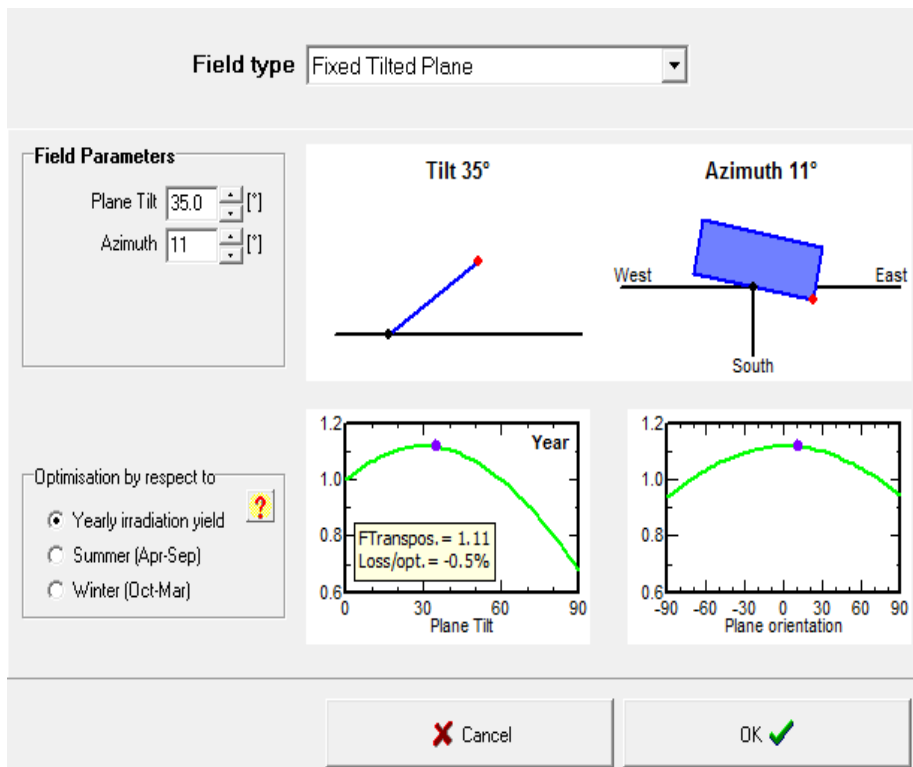 Field type Fixed Tilted Plane
Field Parameters
Plane Tilt 35.0 [°]
Azimuth 11 [°]
Tilt 35°
Azimuth 11°
West
East
South
Optimisation by respect to
?
Yearly irradiation yield
Summer (Apr-Sep)
Winter (Oct-Mar)
1.2
1.0
0.8
0.6
Year
FTranspos. = 1.11
Loss/opt. = -0.5%
0 30 60 90
Plane Tilt
1.2
1.0
0.8
0.6
-90 -60 -30 0 30 60 90
Plane orientation
Cancel
OK